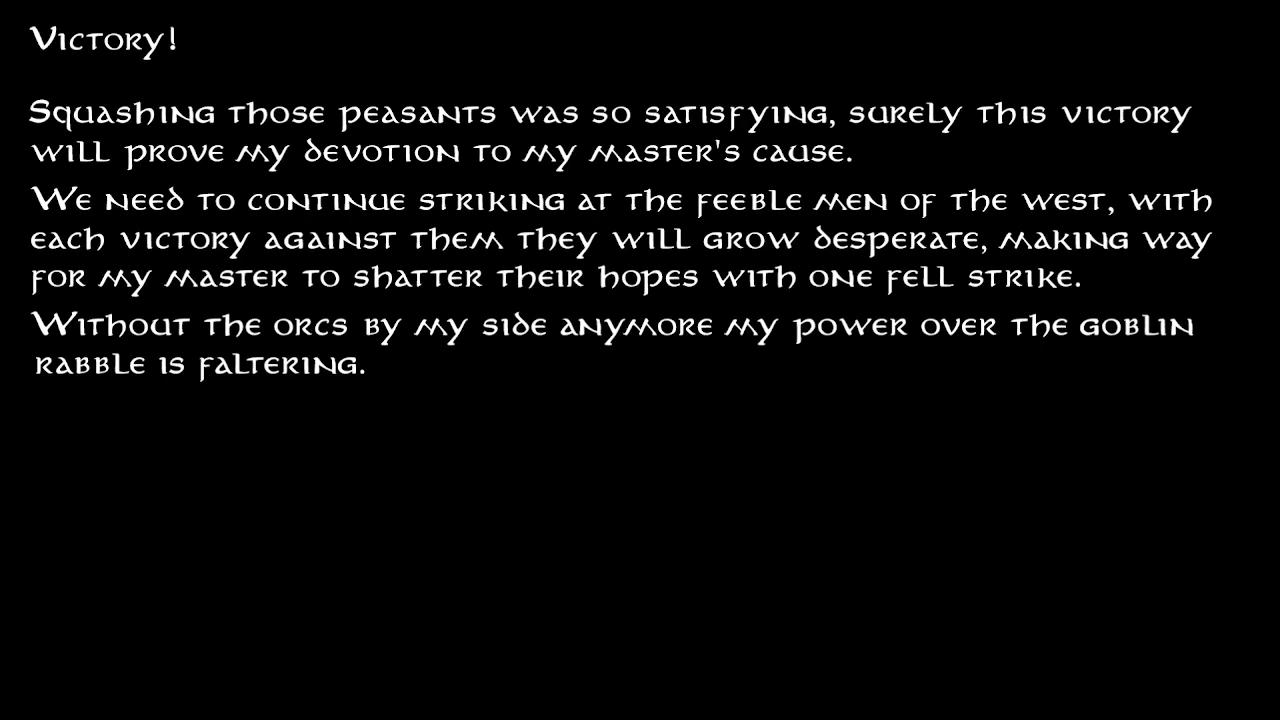 Victory!
Squashing those peasants was so satisfying, surely this victory
will prove my devotion to my master's cause.
We need to continue striking at the feeble men of the west, with
each victory against them they will grow desperate, making way
for my master to shatter their hopes with one fell strike.
Without the orcs by my side anymore my power over the goblin
rabble is faltering.